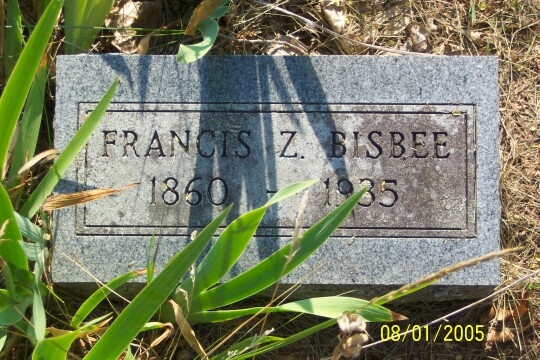 FRANCIS Z. BISBEE
1860 - 1935
08/01/2005